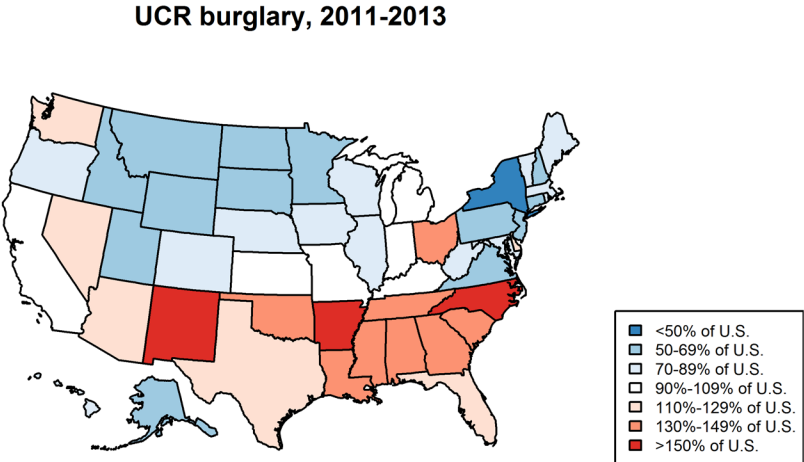 UCR burglary, 2011-2013
<50% of U.S.
50-69% of U.S.
70-89% of U.S.
90%-109% of U.S.
110%-129% of U.S.
130%-149% of U.S.
>150% of U.S.